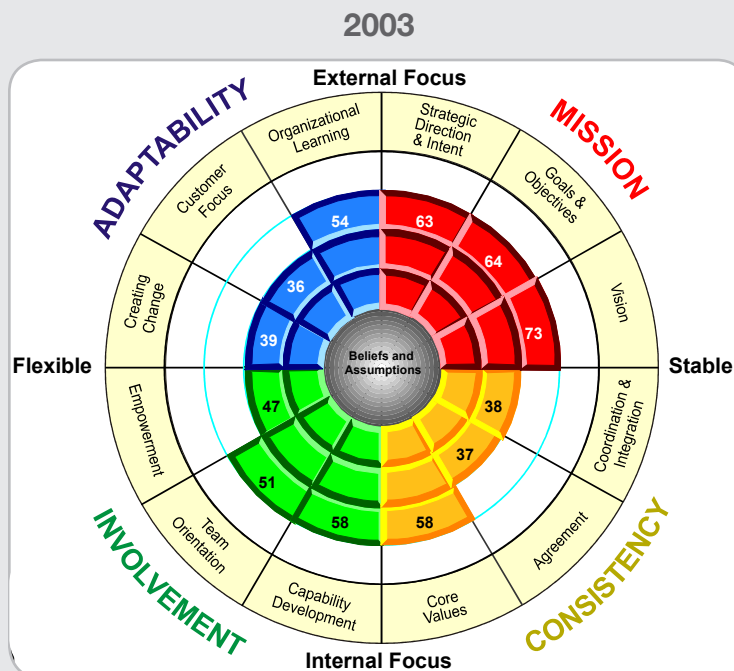 2003
External Focus
ADAPTABILITY
MISSION
Organizational
Learning
Strategic
Direction
& Intent
Customer
Focus
Goals &
Objectives
Creating
Change
Vision
54
63
36
64
39
73
Flexible
Beliefs and
Assumptions
Stable
47
38
51
37
58
58
Empowerment
Coordination &
Integration
Team
Orientation
Agreement
Capability
Development
Core
Values
INVOLVEMENT
CONSISTENCY
Internal Focus